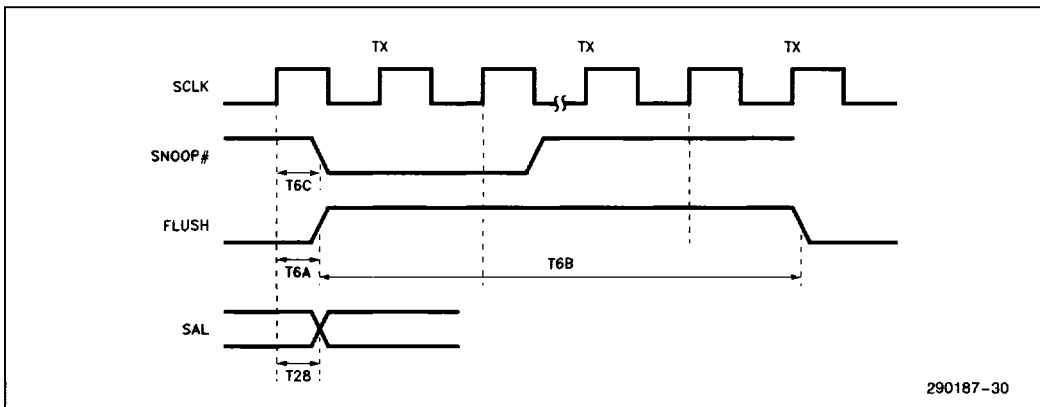 TX TX TX
SCLK
SNOOP#
T6C
FLUSH
T6A
T6B
SAL
T28
290187-30